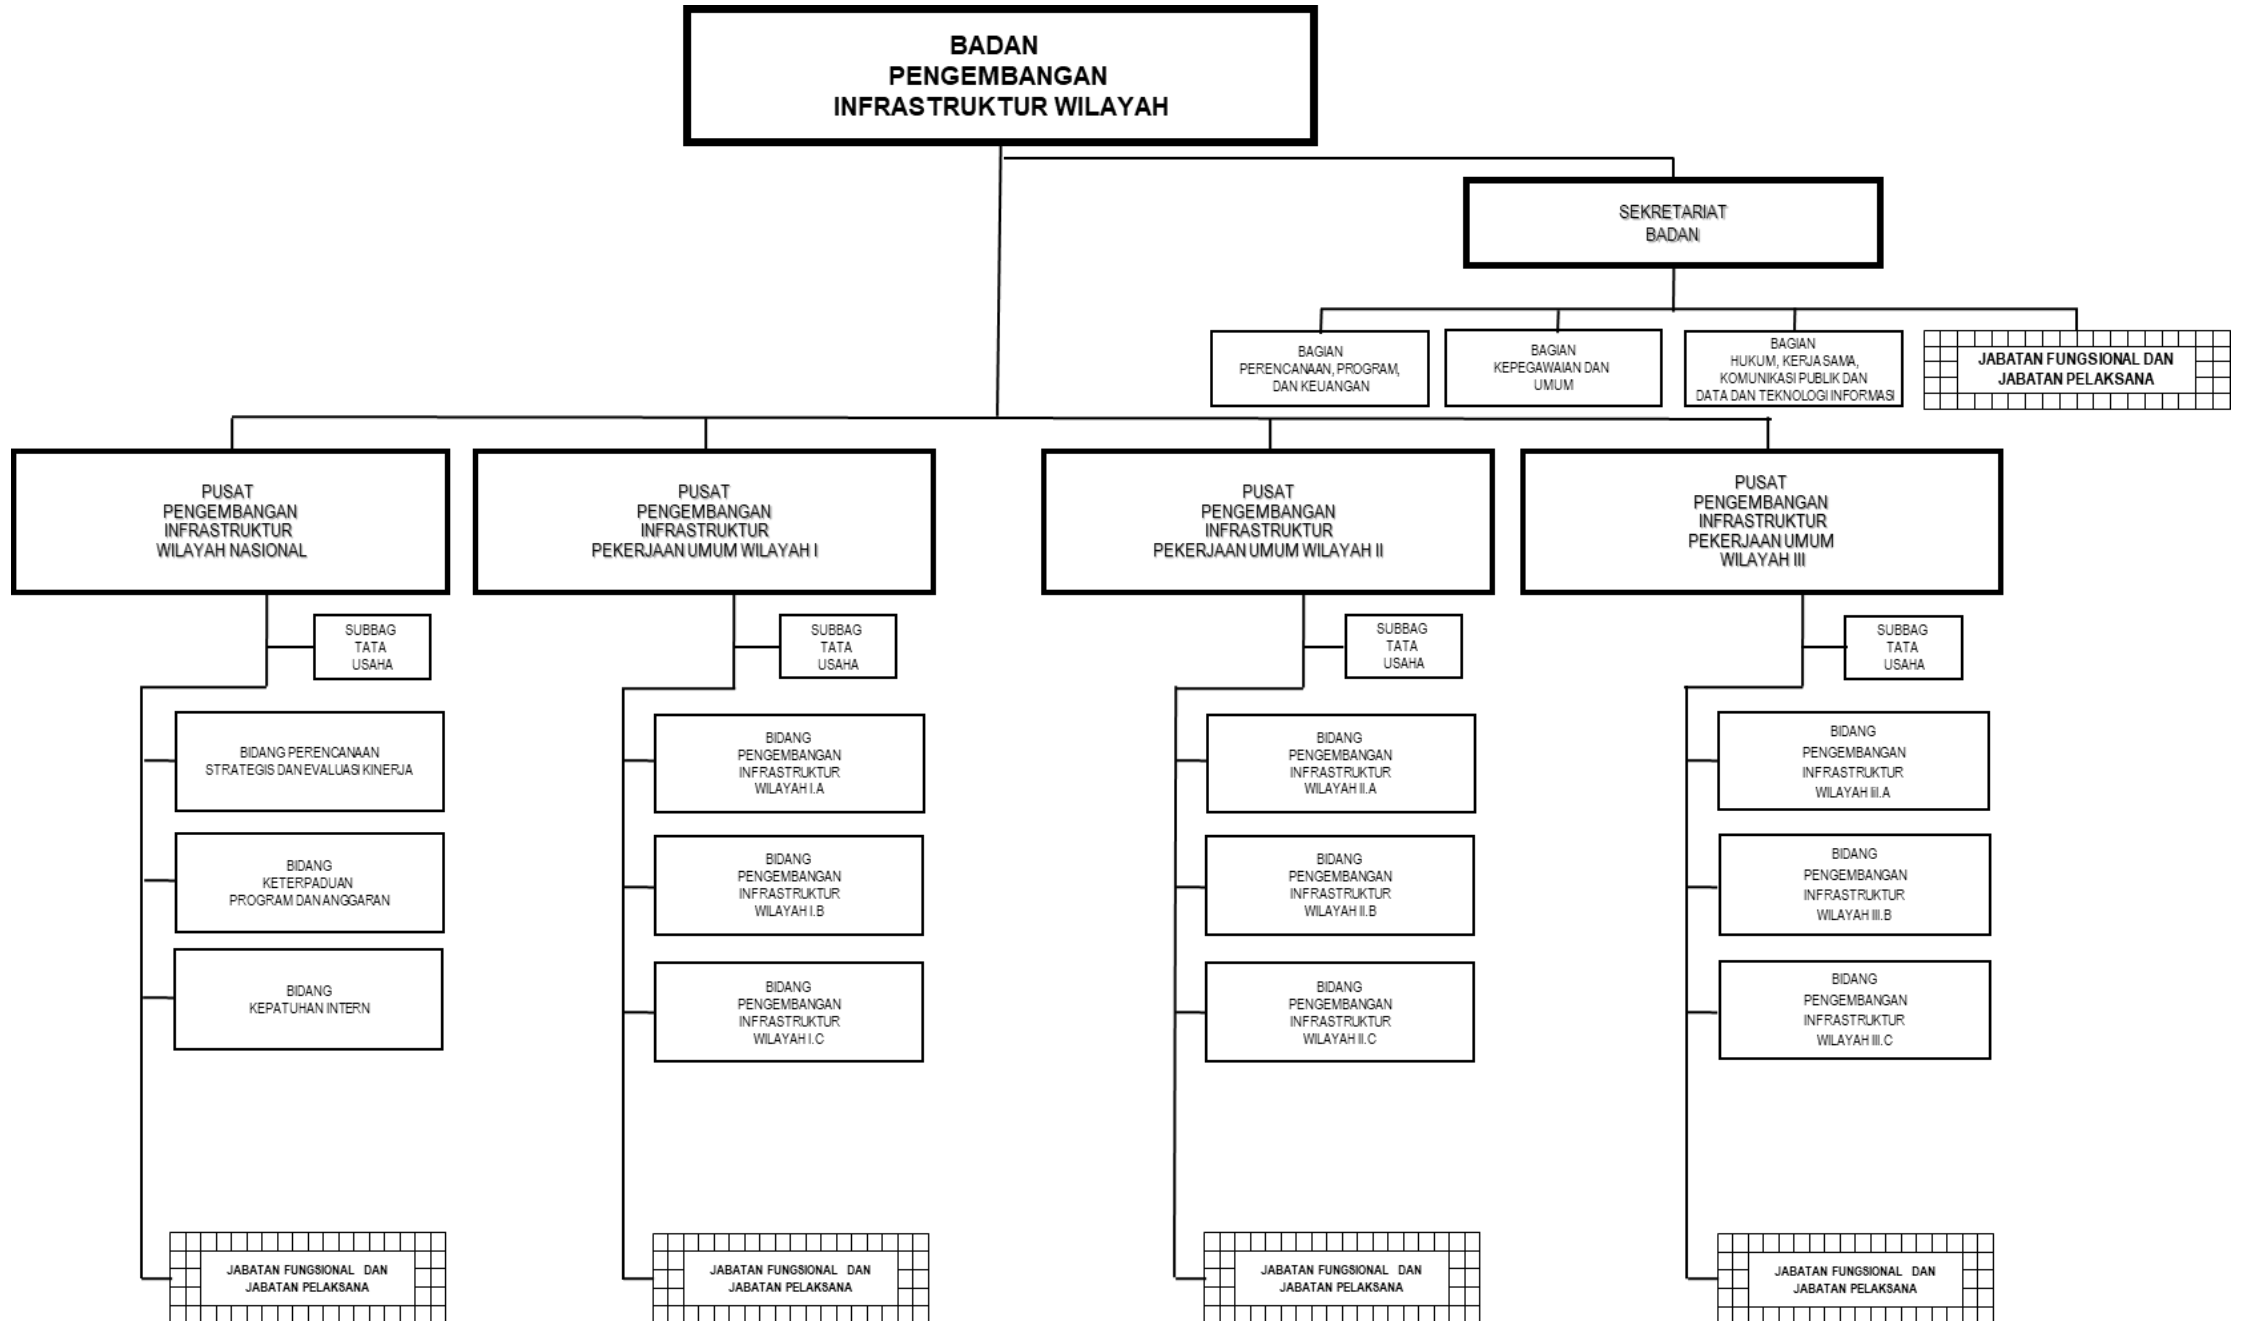 BADAN
PENGEMBANGAN
INFRASTRUKTUR WILAYAH
SEKRETARIAT
BADAN
BAGIAN
PERENCANAAN, PROGRAM,
DAN KEUANGAN
BAGIAN
KEPEGAWAIAN DAN
UMUM
BAGIAN
HUKUM, KERJA SAMA,
KOMUNIKASI PUBLIK DAN
DATA DAN TEKNOLOGI INFORMASI
JABATAN FUNGSIONAL DAN
JABATAN PELAKSANA
PUSAT
PENGEMBANGAN
INFRASTRUKTUR
WILAYAH NASIONAL
PUSAT
PENGEMBANGAN
INFRASTRUKTUR
PEKERJAAN UMUM WILAYAH I
PUSAT
PENGEMBANGAN
INFRASTRUKTUR
PEKERJAAN UMUM WILAYAH II
PUSAT
PENGEMBANGAN
INFRASTRUKTUR
PEKERJAAN UMUM
WILAYAH III
SUBBAG
TATA
USAHA
SUBBAG
TATA
USAHA
SUBBAG
TATA
USAHA
SUBBAG
TATA
USAHA
BIDANG PERENCANAAN
STRATEGIS DAN EVALUASI KINERJA
BIDANG
PENGEMBANGAN
INFRASTRUKTUR
WILAYAH I.A
BIDANG
PENGEMBANGAN
INFRASTRUKTUR
WILAYAH II.A
BIDANG
PENGEMBANGAN
INFRASTRUKTUR
WILAYAH III.A
BIDANG
KETERPADUAN
PROGRAM DAN ANGGARAN
BIDANG
PENGEMBANGAN
INFRASTRUKTUR
WILAYAH I.B
BIDANG
PENGEMBANGAN
INFRASTRUKTUR
WILAYAH II.B
BIDANG
PENGEMBANGAN
INFRASTRUKTUR
WILAYAH III.B
BIDANG
KEPATUHAN INTERN
BIDANG
PENGEMBANGAN
INFRASTRUKTUR
WILAYAH I.C
BIDANG
PENGEMBANGAN
INFRASTRUKTUR
WILAYAH II.C
BIDANG
PENGEMBANGAN
INFRASTRUKTUR
WILAYAH III.C
JABATAN FUNGSIONAL DAN
JABATAN PELAKSANA
JABATAN FUNGSIONAL DAN
JABATAN PELAKSANA
JABATAN FUNGSIONAL DAN
JABATAN PELAKSANA
JABATAN FUNGSIONAL DAN
JABATAN PELAKSANA